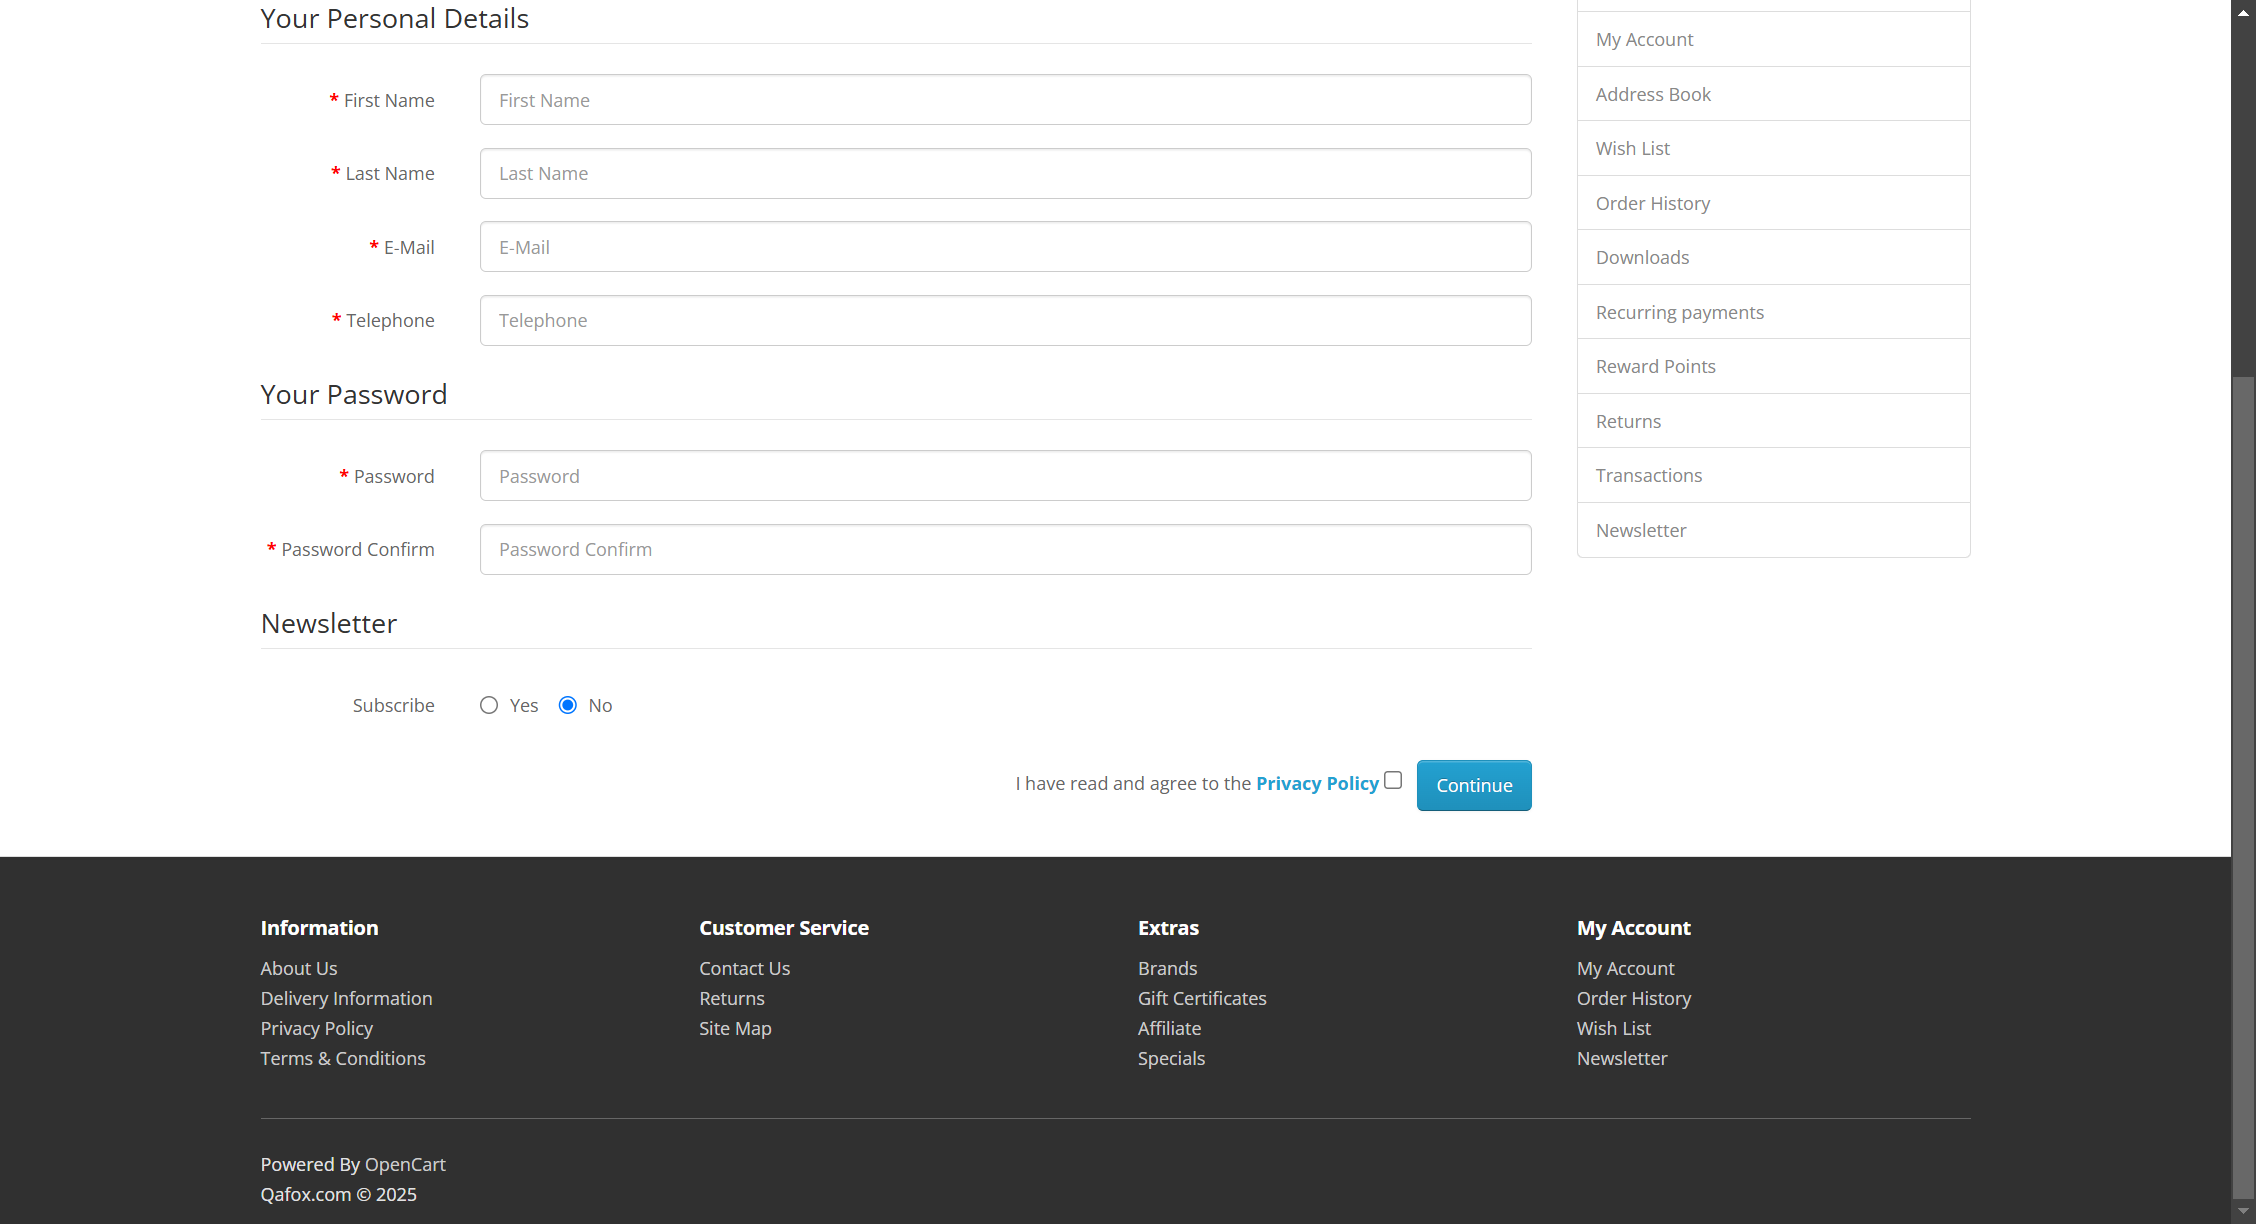 Your Personal Details
* First Name
First Name
* Last Name
Last Name
* E-Mail
E-Mail
* Telephone
Telephone
Your Password
* Password
Password
* Password Confirm
Password Confirm
Newsletter
Subscribe
Yes
No
I have read and agree to the Privacy Policy
Continue
My Account
Address Book
Wish List
Order History
Downloads
Recurring payments
Reward Points
Returns
Transactions
Newsletter
Information
About Us
Delivery Information
Privacy Policy
Terms & Conditions
Customer Service
Contact Us
Returns
Site Map
Extras
Brands
Gift Certificates
Affiliate
Specials
My Account
My Account
Order History
Wish List
Newsletter
Powered By OpenCart
Qafox.com © 2025